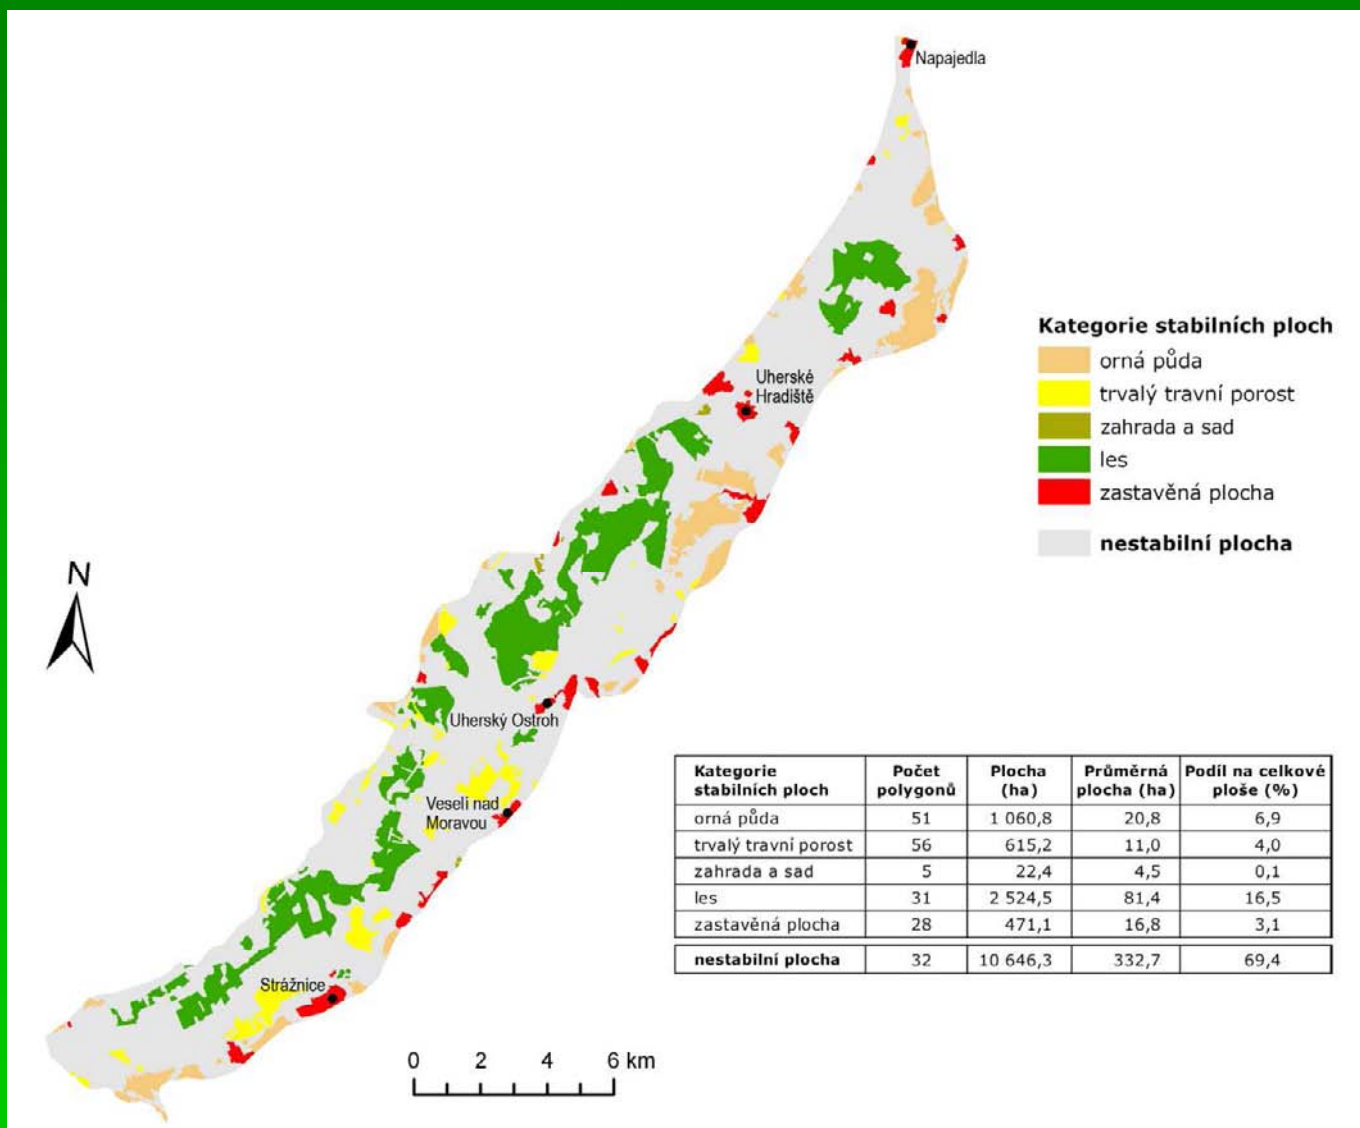 Napajedla
Uherské
Hradiště
Kategorie stabilních ploch
orná půda
trvalý travní porost
zahrada a sad
les
zastavěná plocha
nestabilní plocha
N
Uherský Ostroh
Veselí nad
Moravou
Strážnice
0 2 4 6 km
Kategorie stabilních ploch Počet polygonů Plocha (ha) Průměrná plocha (ha) Podíl na celkové ploše (%)
orná půda 51 1 060,8 20,8 6,9
trvalý travní porost 56 615,2 11,0 4,0
zahrada a sad 5 22,4 4,5 0,1
les 31 2 524,5 81,4 16,5
zastavěná plocha 28 471,1 16,8 3,1
nestabilní plocha 32 10 646,3 332,7 69,4